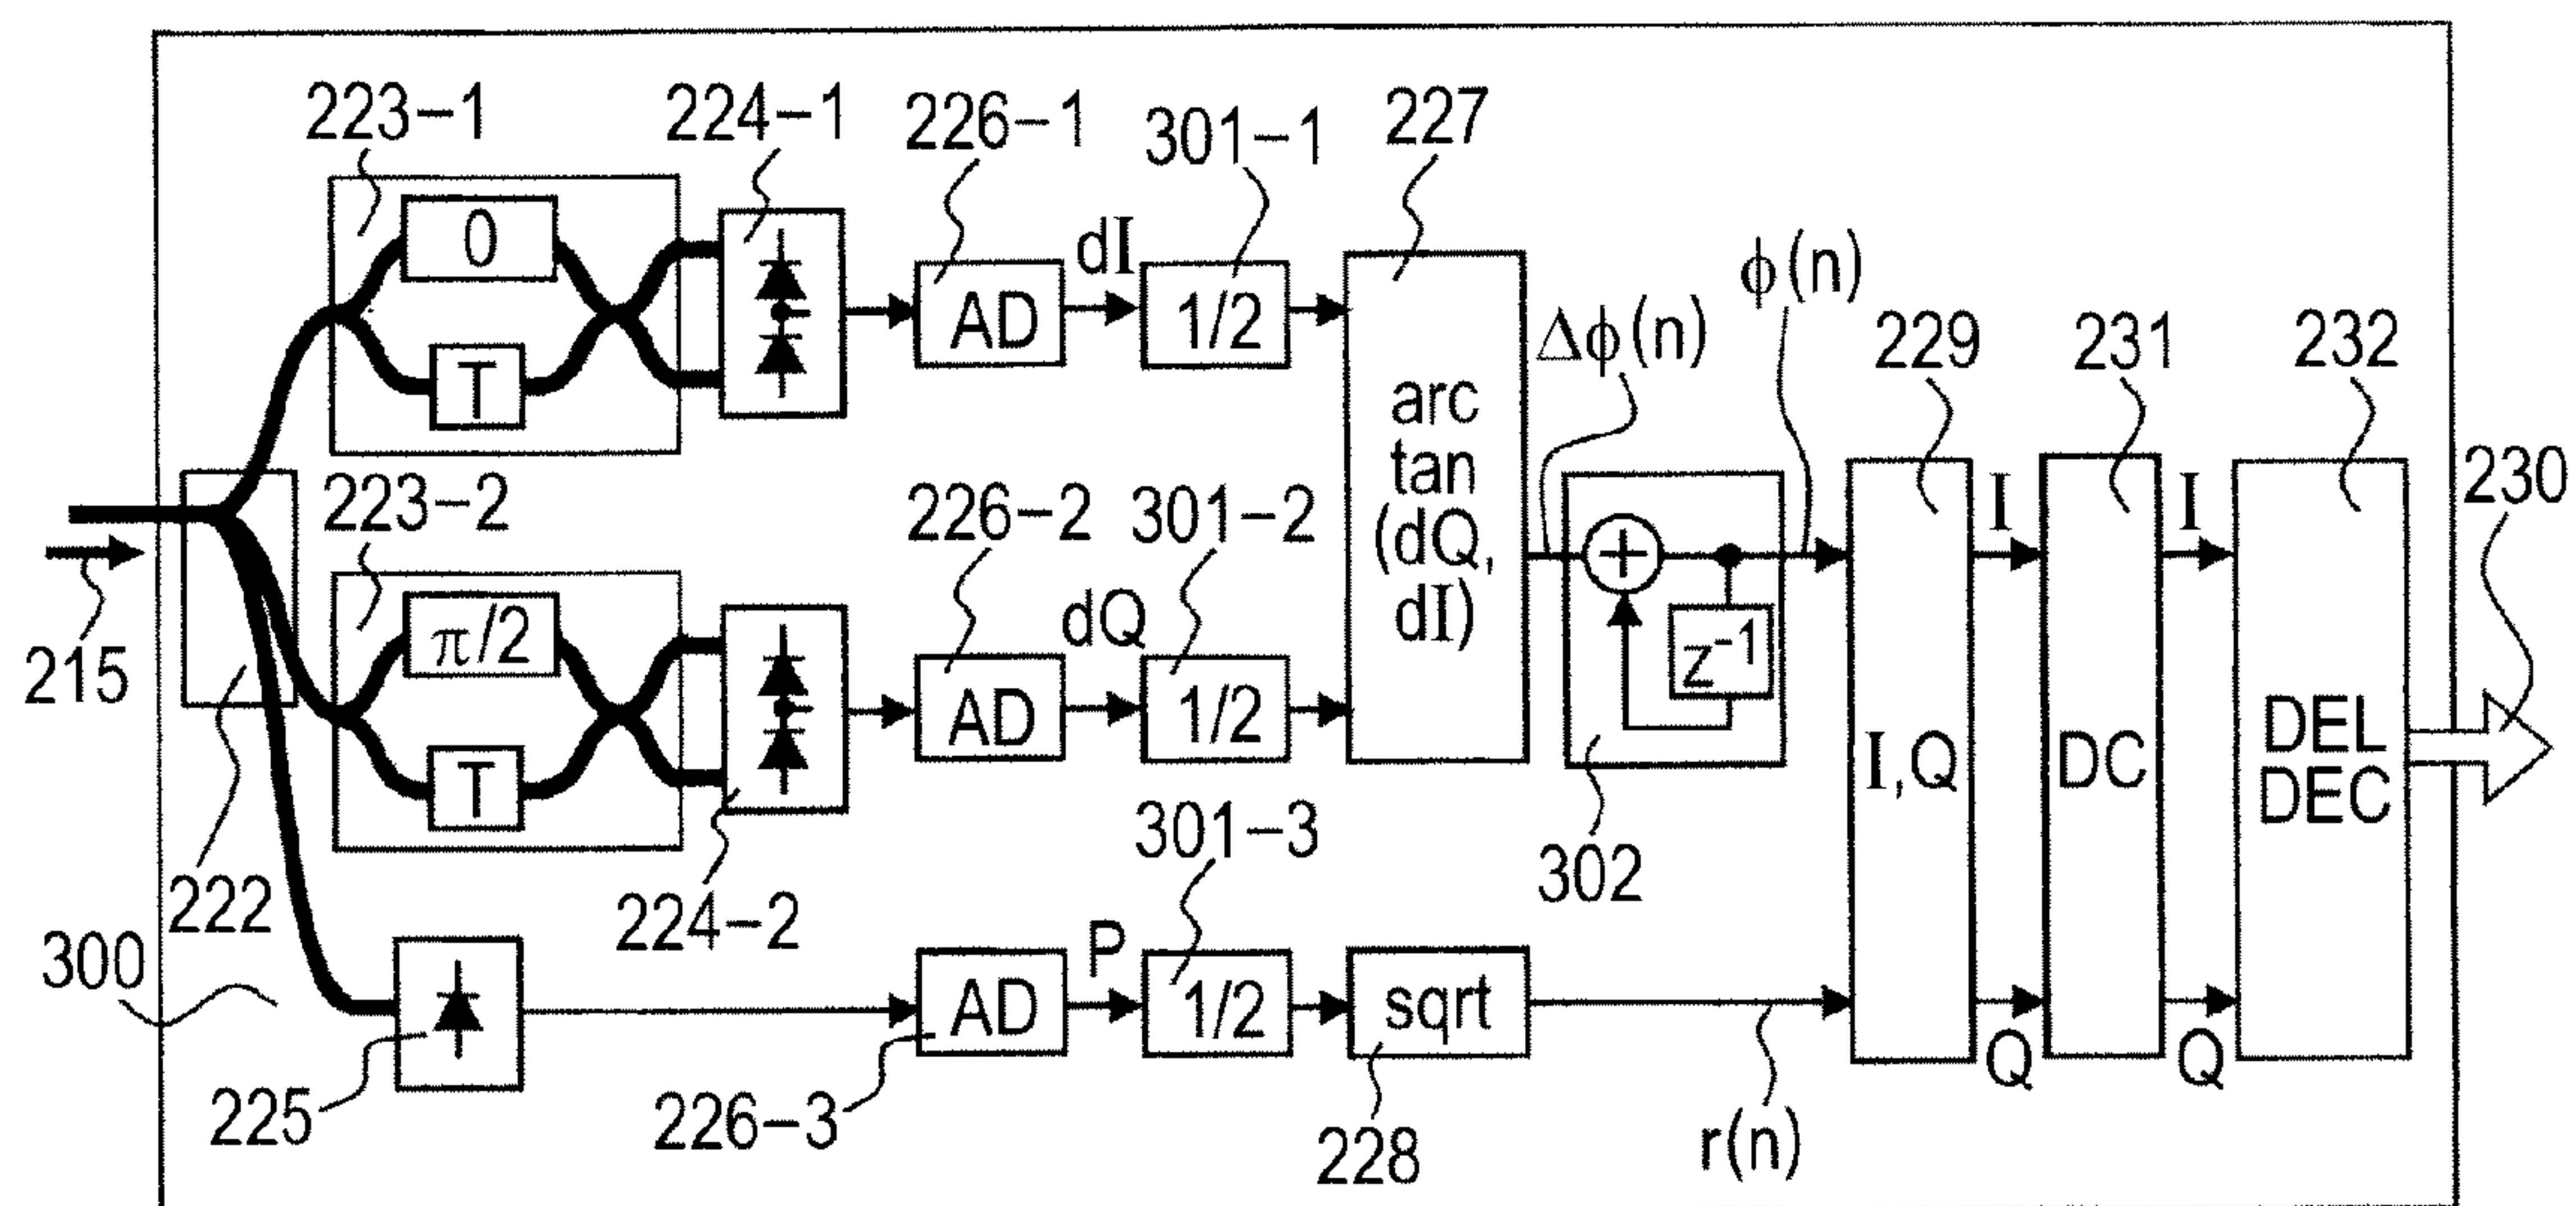 223-1
224-1
226-1
301-1
227
0
T
AD
dI
1/2
arc
tan
(dQ,
dI)
Δϕ(n)
ϕ(n)
229
231
232
230
215
222
223-2
π/2
T
224-2
226-2
AD
dQ
301-2
1/2
z⁻¹
302
I,Q
I
Q
DC
I
Q
DEL
DEC
300
225
226-3
AD
P
301-3
1/2
sqrt
228
r(n)